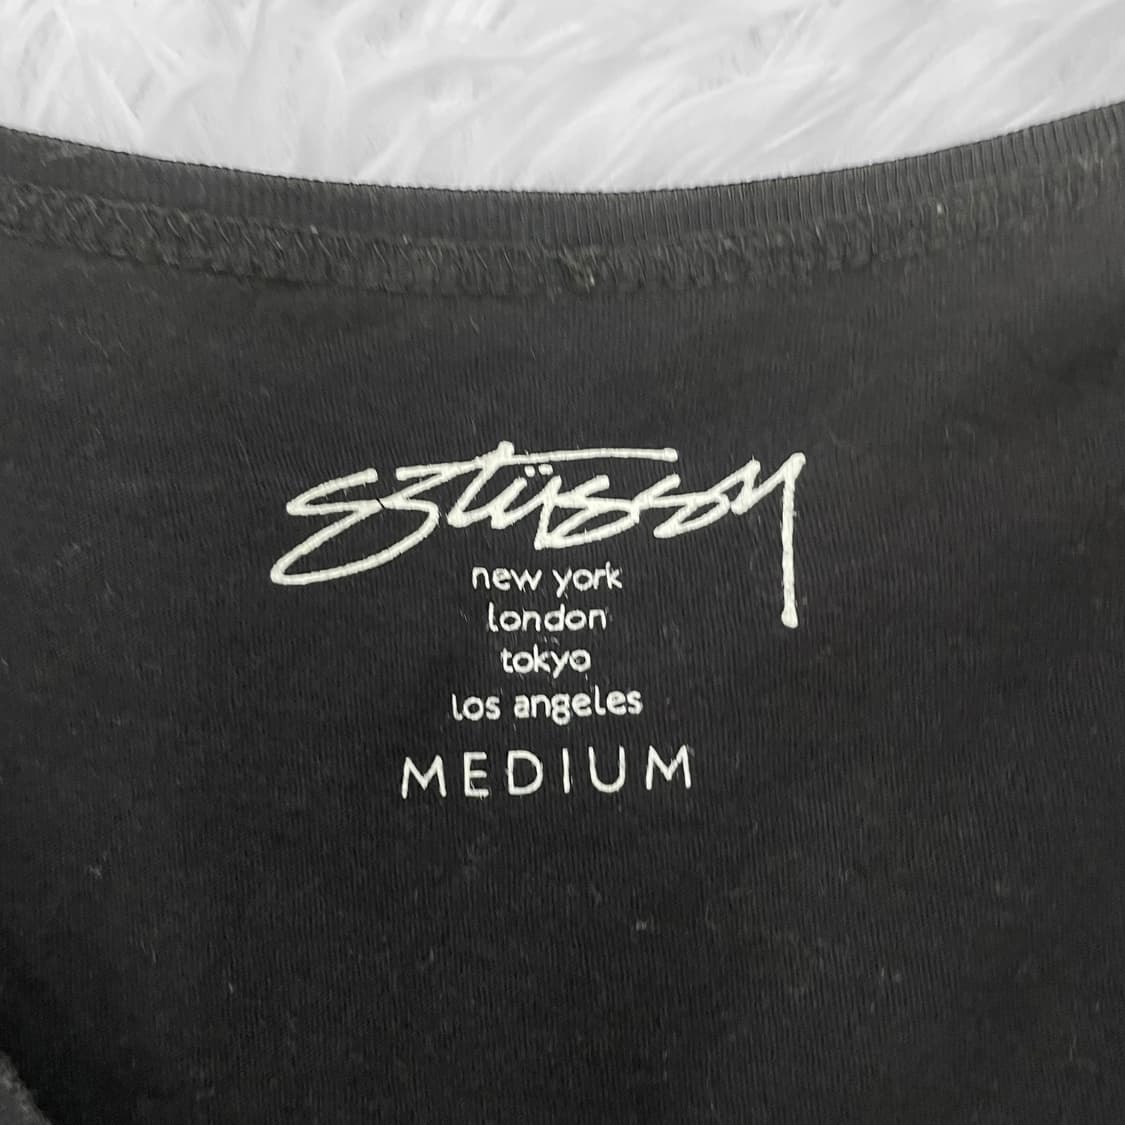 Stüssy
new york
london
tokyo
los angeles
MEDIUM